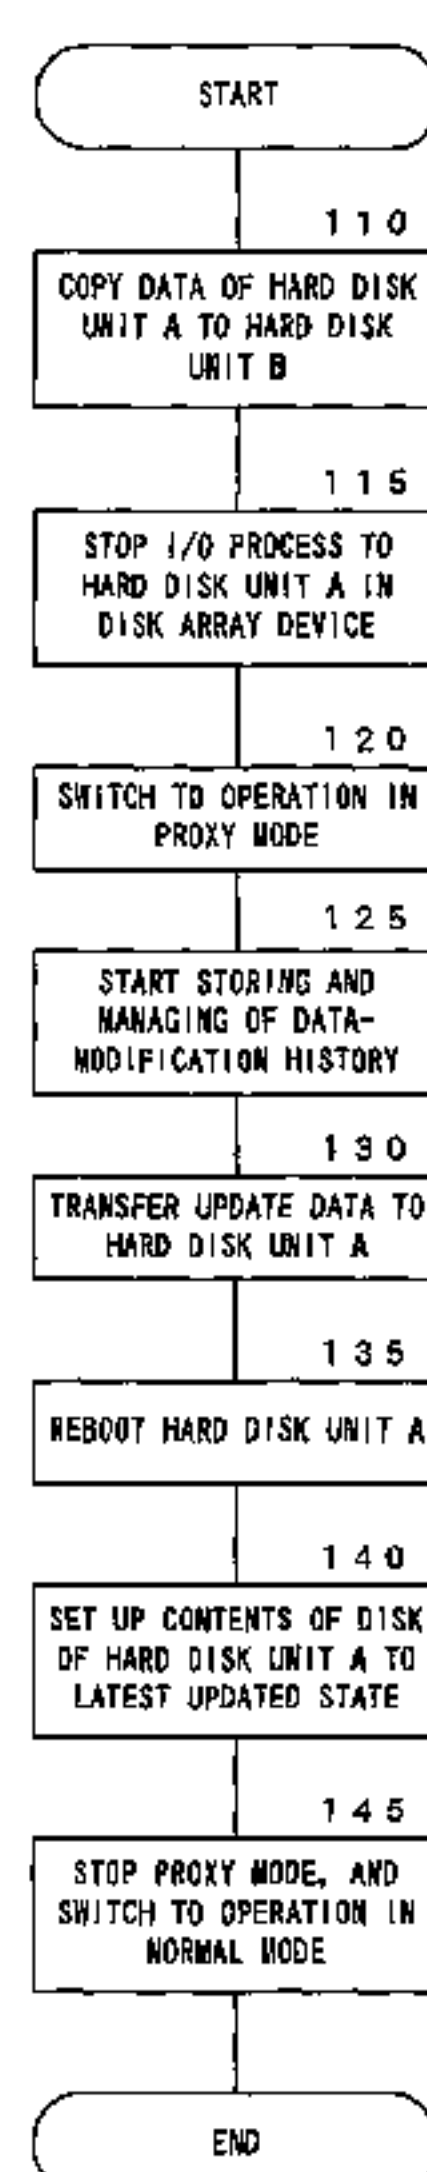 START
110
COPY DATA OF HARD DISK
UNIT A TO HARD DISK
UNIT B
115
STOP I/O PROCESS TO
HARD DISK UNIT A IN
DISK ARRAY DEVICE
120
SWITCH TO OPERATION IN
PROXY MODE
125
START STORING AND
MANAGING OF DATA-
MODIFICATION HISTORY
130
TRANSFER UPDATE DATA TO
HARD DISK UNIT A
135
REBOOT HARD DISK UNIT A
140
SET UP CONTENTS OF DISK
OF HARD DISK UNIT A TO
LATEST UPDATED STATE
145
STOP PROXY MODE, AND
SWITCH TO OPERATION IN
NORMAL MODE
END